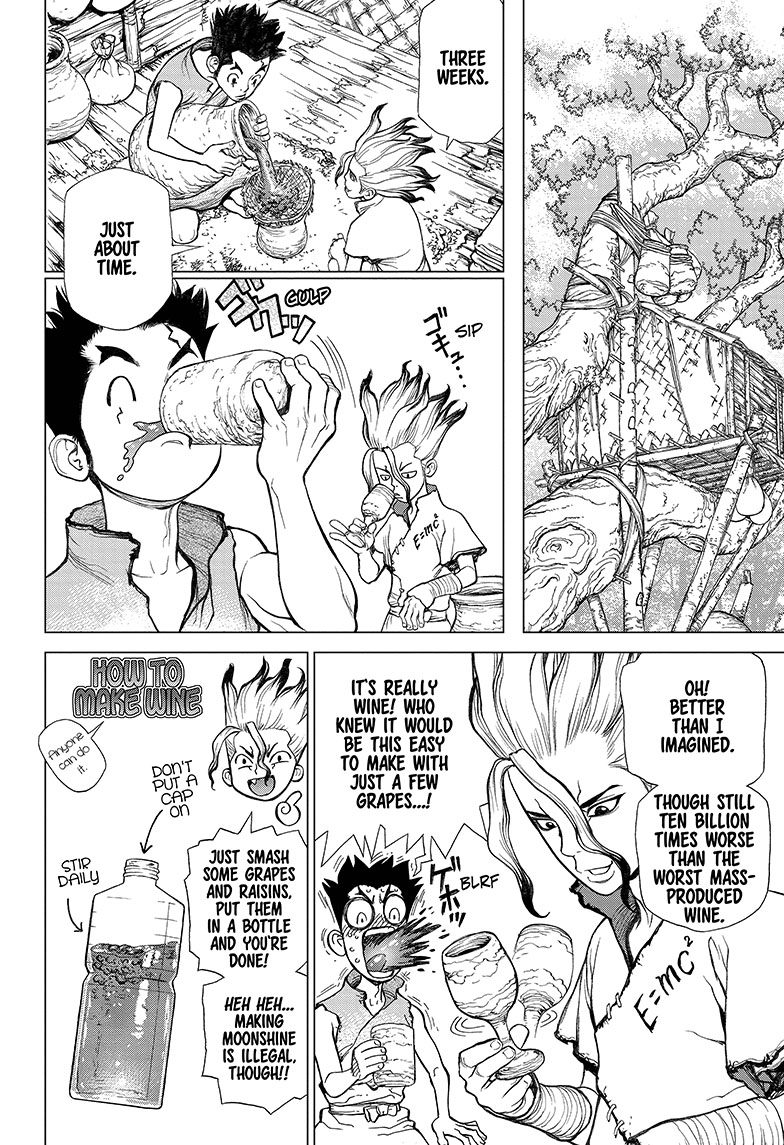 THREE
WEEKS.
JUST
ABOUT
TIME.
ゴキュ…
SIP
E=mc²
ゴクッ
GULP
OH!
BETTER
THAN I
IMAGINED.
THOUGH STILL
TEN BILLION
TIMES WORSE
THAN THE
WORST MASS-
PRODUCED
WINE.
E=mc²
IT'S REALLY
WINE! WHO
KNEW IT WOULD
BE THIS EASY
TO MAKE WITH
JUST A FEW
GRAPES...!
ゲホッ
BLRF
HOW TO
MAKE WINE
Anyone
can do
it.
DON'T
PUT A
CAP
ON
STIR
DAILY
JUST SMASH
SOME GRAPES
AND RAISINS,
PUT THEM
IN A BOTTLE
AND YOU'RE
DONE!
HEH HEH...
MAKING
MOONSHINE
IS ILLEGAL,
THOUGH!!